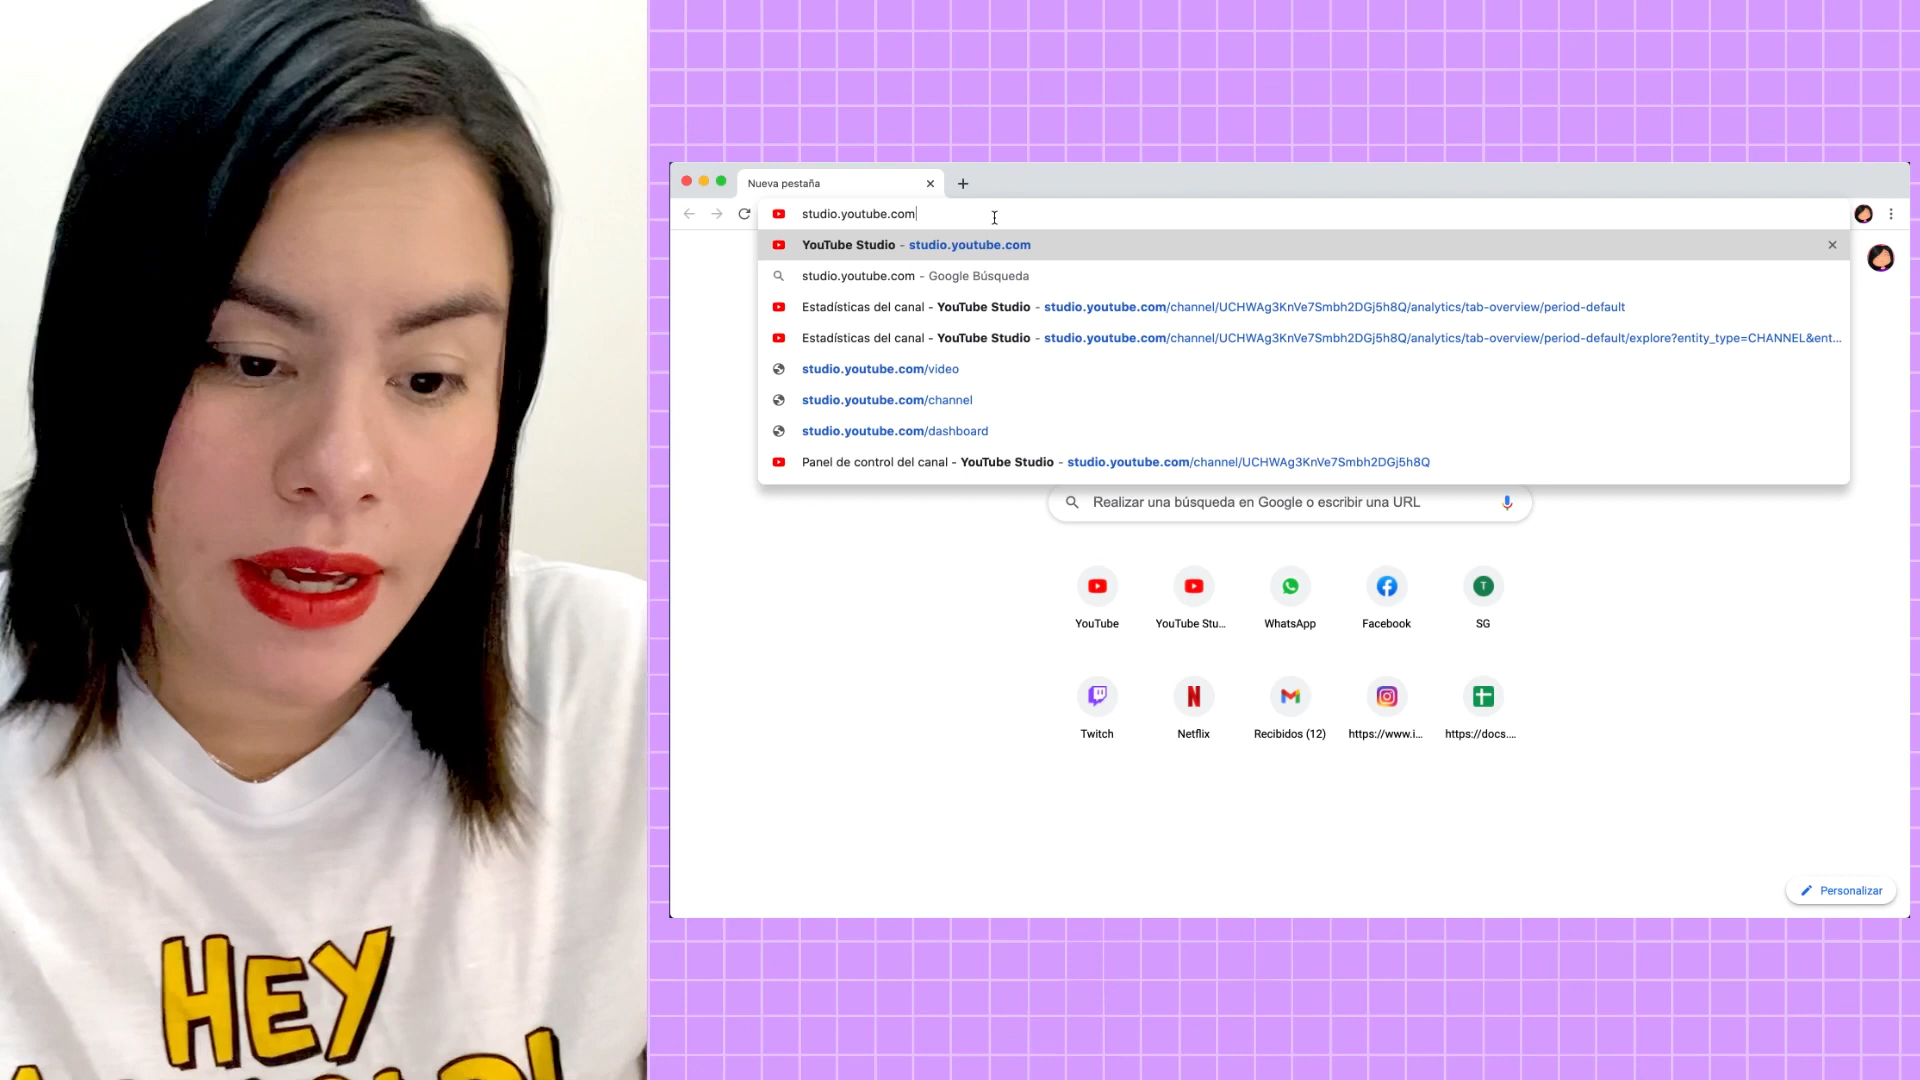 Nueva pestaña
studio.youtube.com
YouTube Studio - studio.youtube.com
studio.youtube.com - Google Búsqueda
Estadísticas del canal - YouTube Studio - studio.youtube.com/channel/UCHWAg3KnVe7Smbh2DGj5h8Q/analytics/tab-overview/period-default
Estadísticas del canal - YouTube Studio - studio.youtube.com/channel/UCHWAg3KnVe7Smbh2DGj5h8Q/analytics/tab-overview/period-default/explore?entity_type=CHANNEL&ent...
studio.youtube.com/video
studio.youtube.com/channel
studio.youtube.com/dashboard
Panel de control del canal - YouTube Studio - studio.youtube.com/channel/UCHWAg3KnVe7Smbh2DGj5h8Q
Realizar una búsqueda en Google o escribir una URL
T
YouTube YouTube Stu... WhatsApp Facebook SG
Twitch Netflix Recibidos (12) https://www.i... https://docs....
Personalizar
HEY